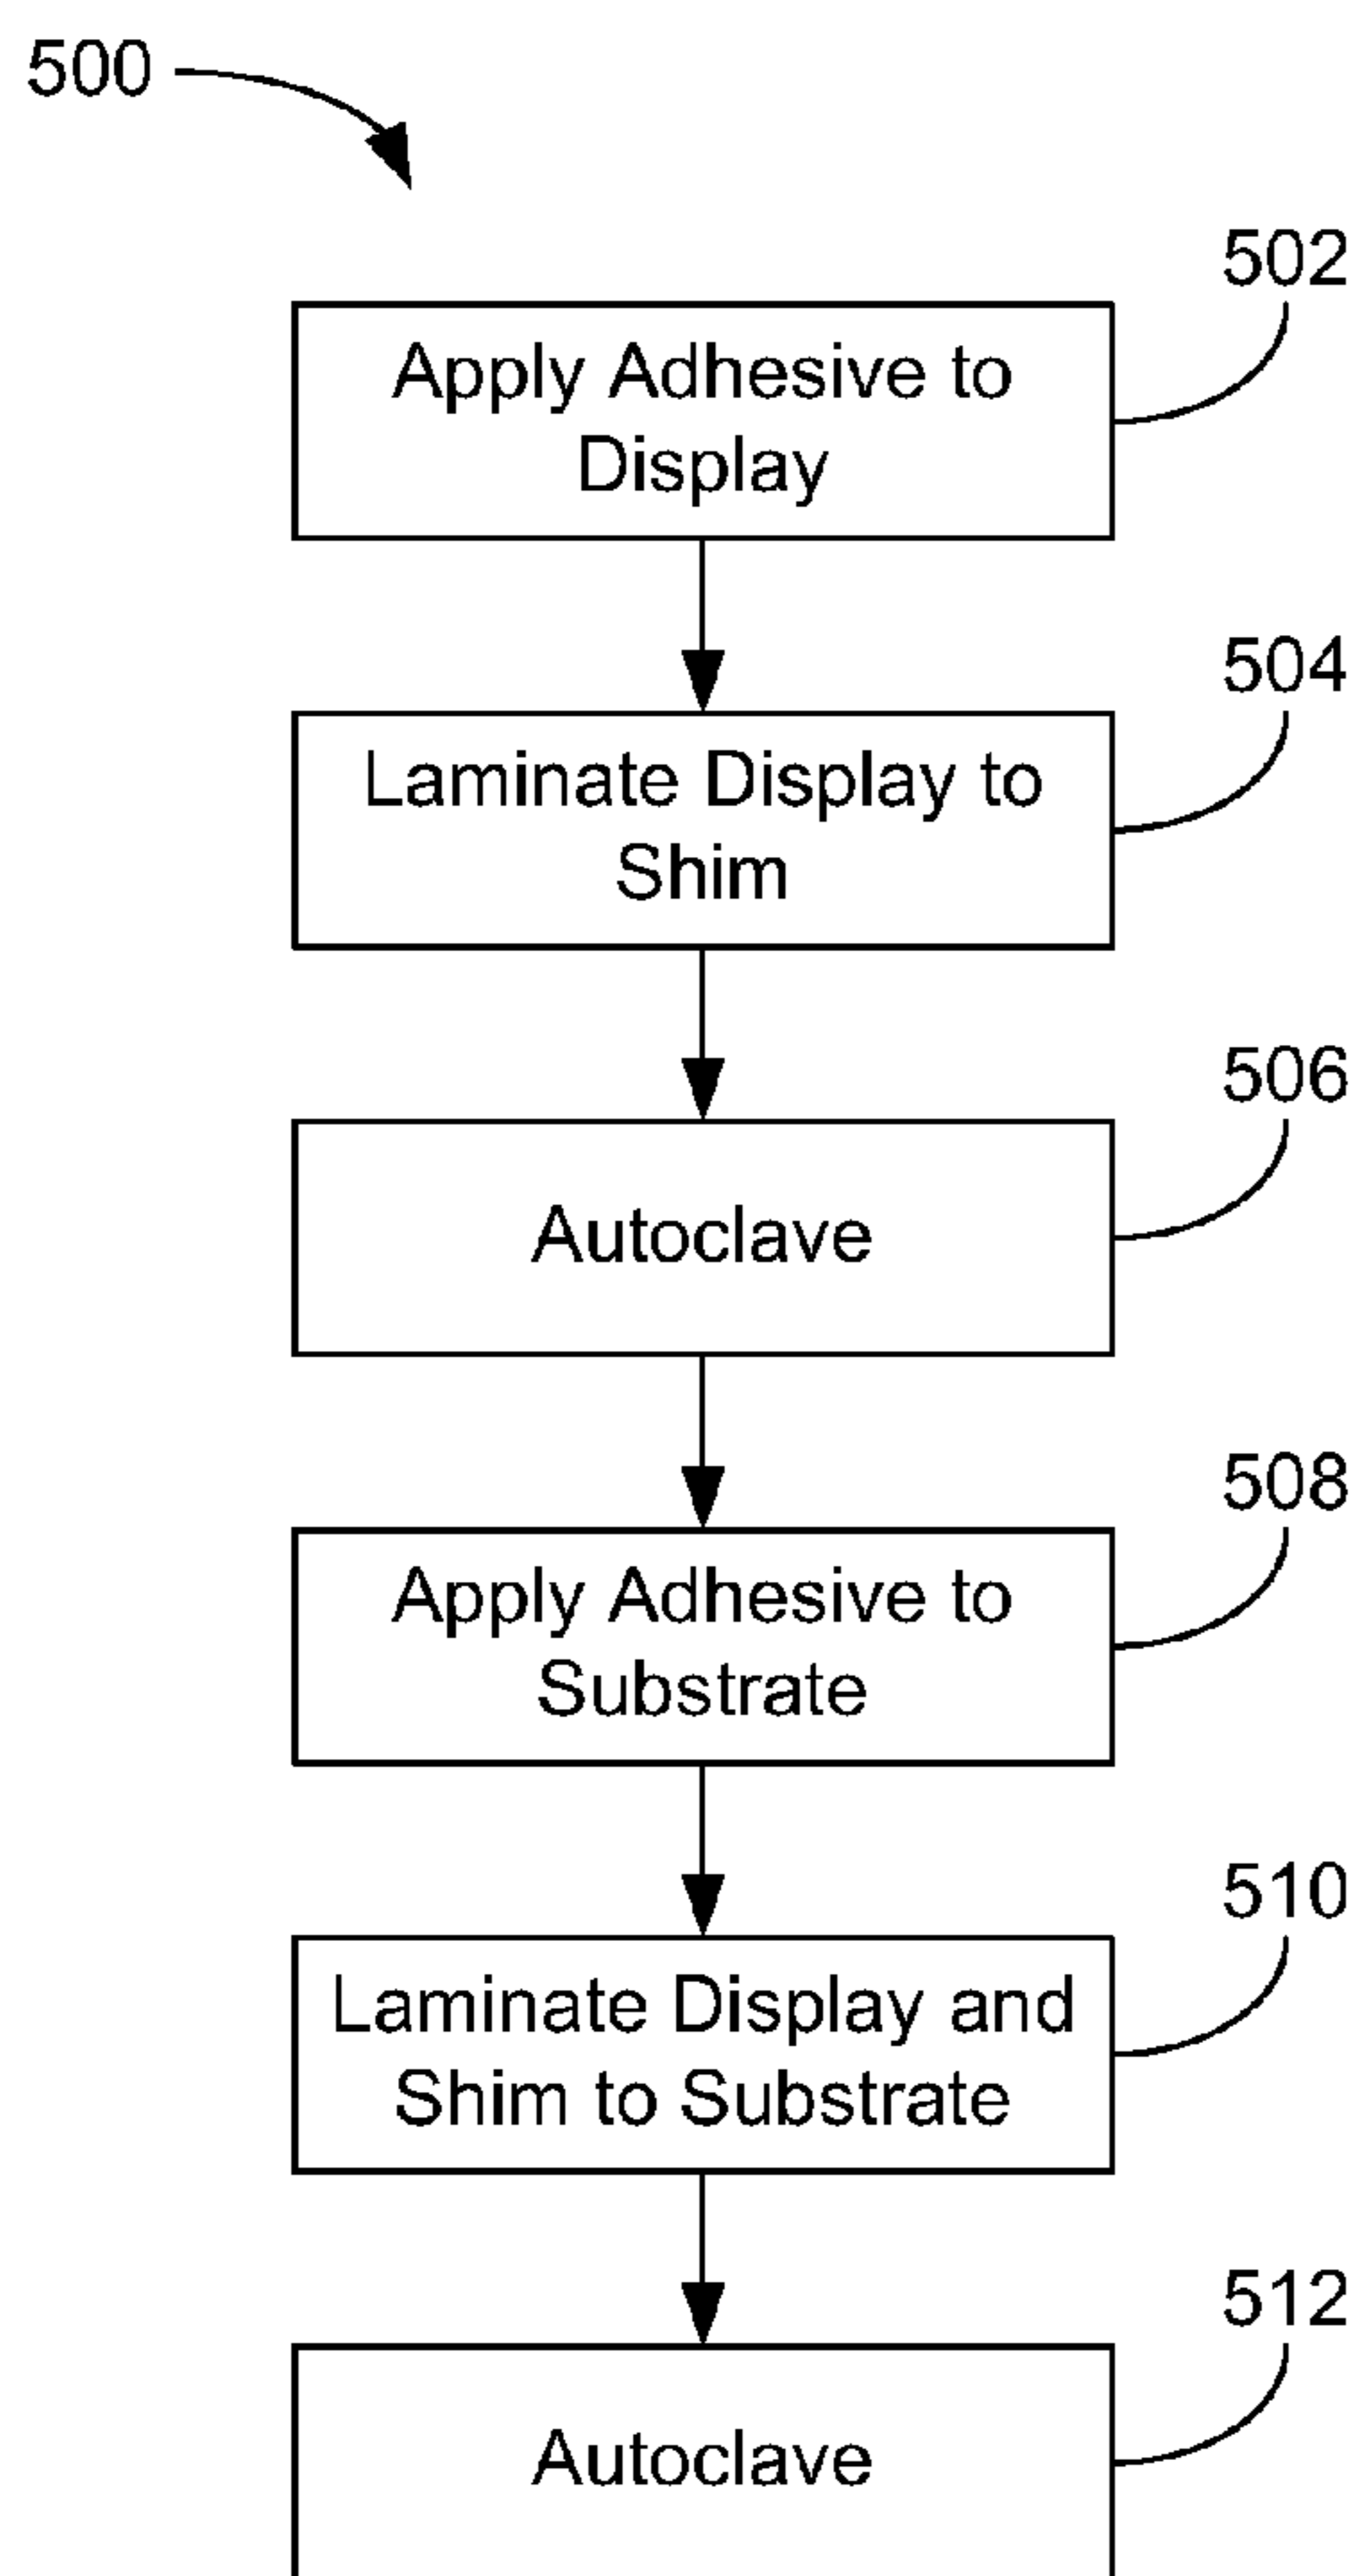 500
502
Apply Adhesive to
Display
504
Laminate Display to
Shim
506
Autoclave
508
Apply Adhesive to
Substrate
510
Laminate Display and
Shim to Substrate
512
Autoclave